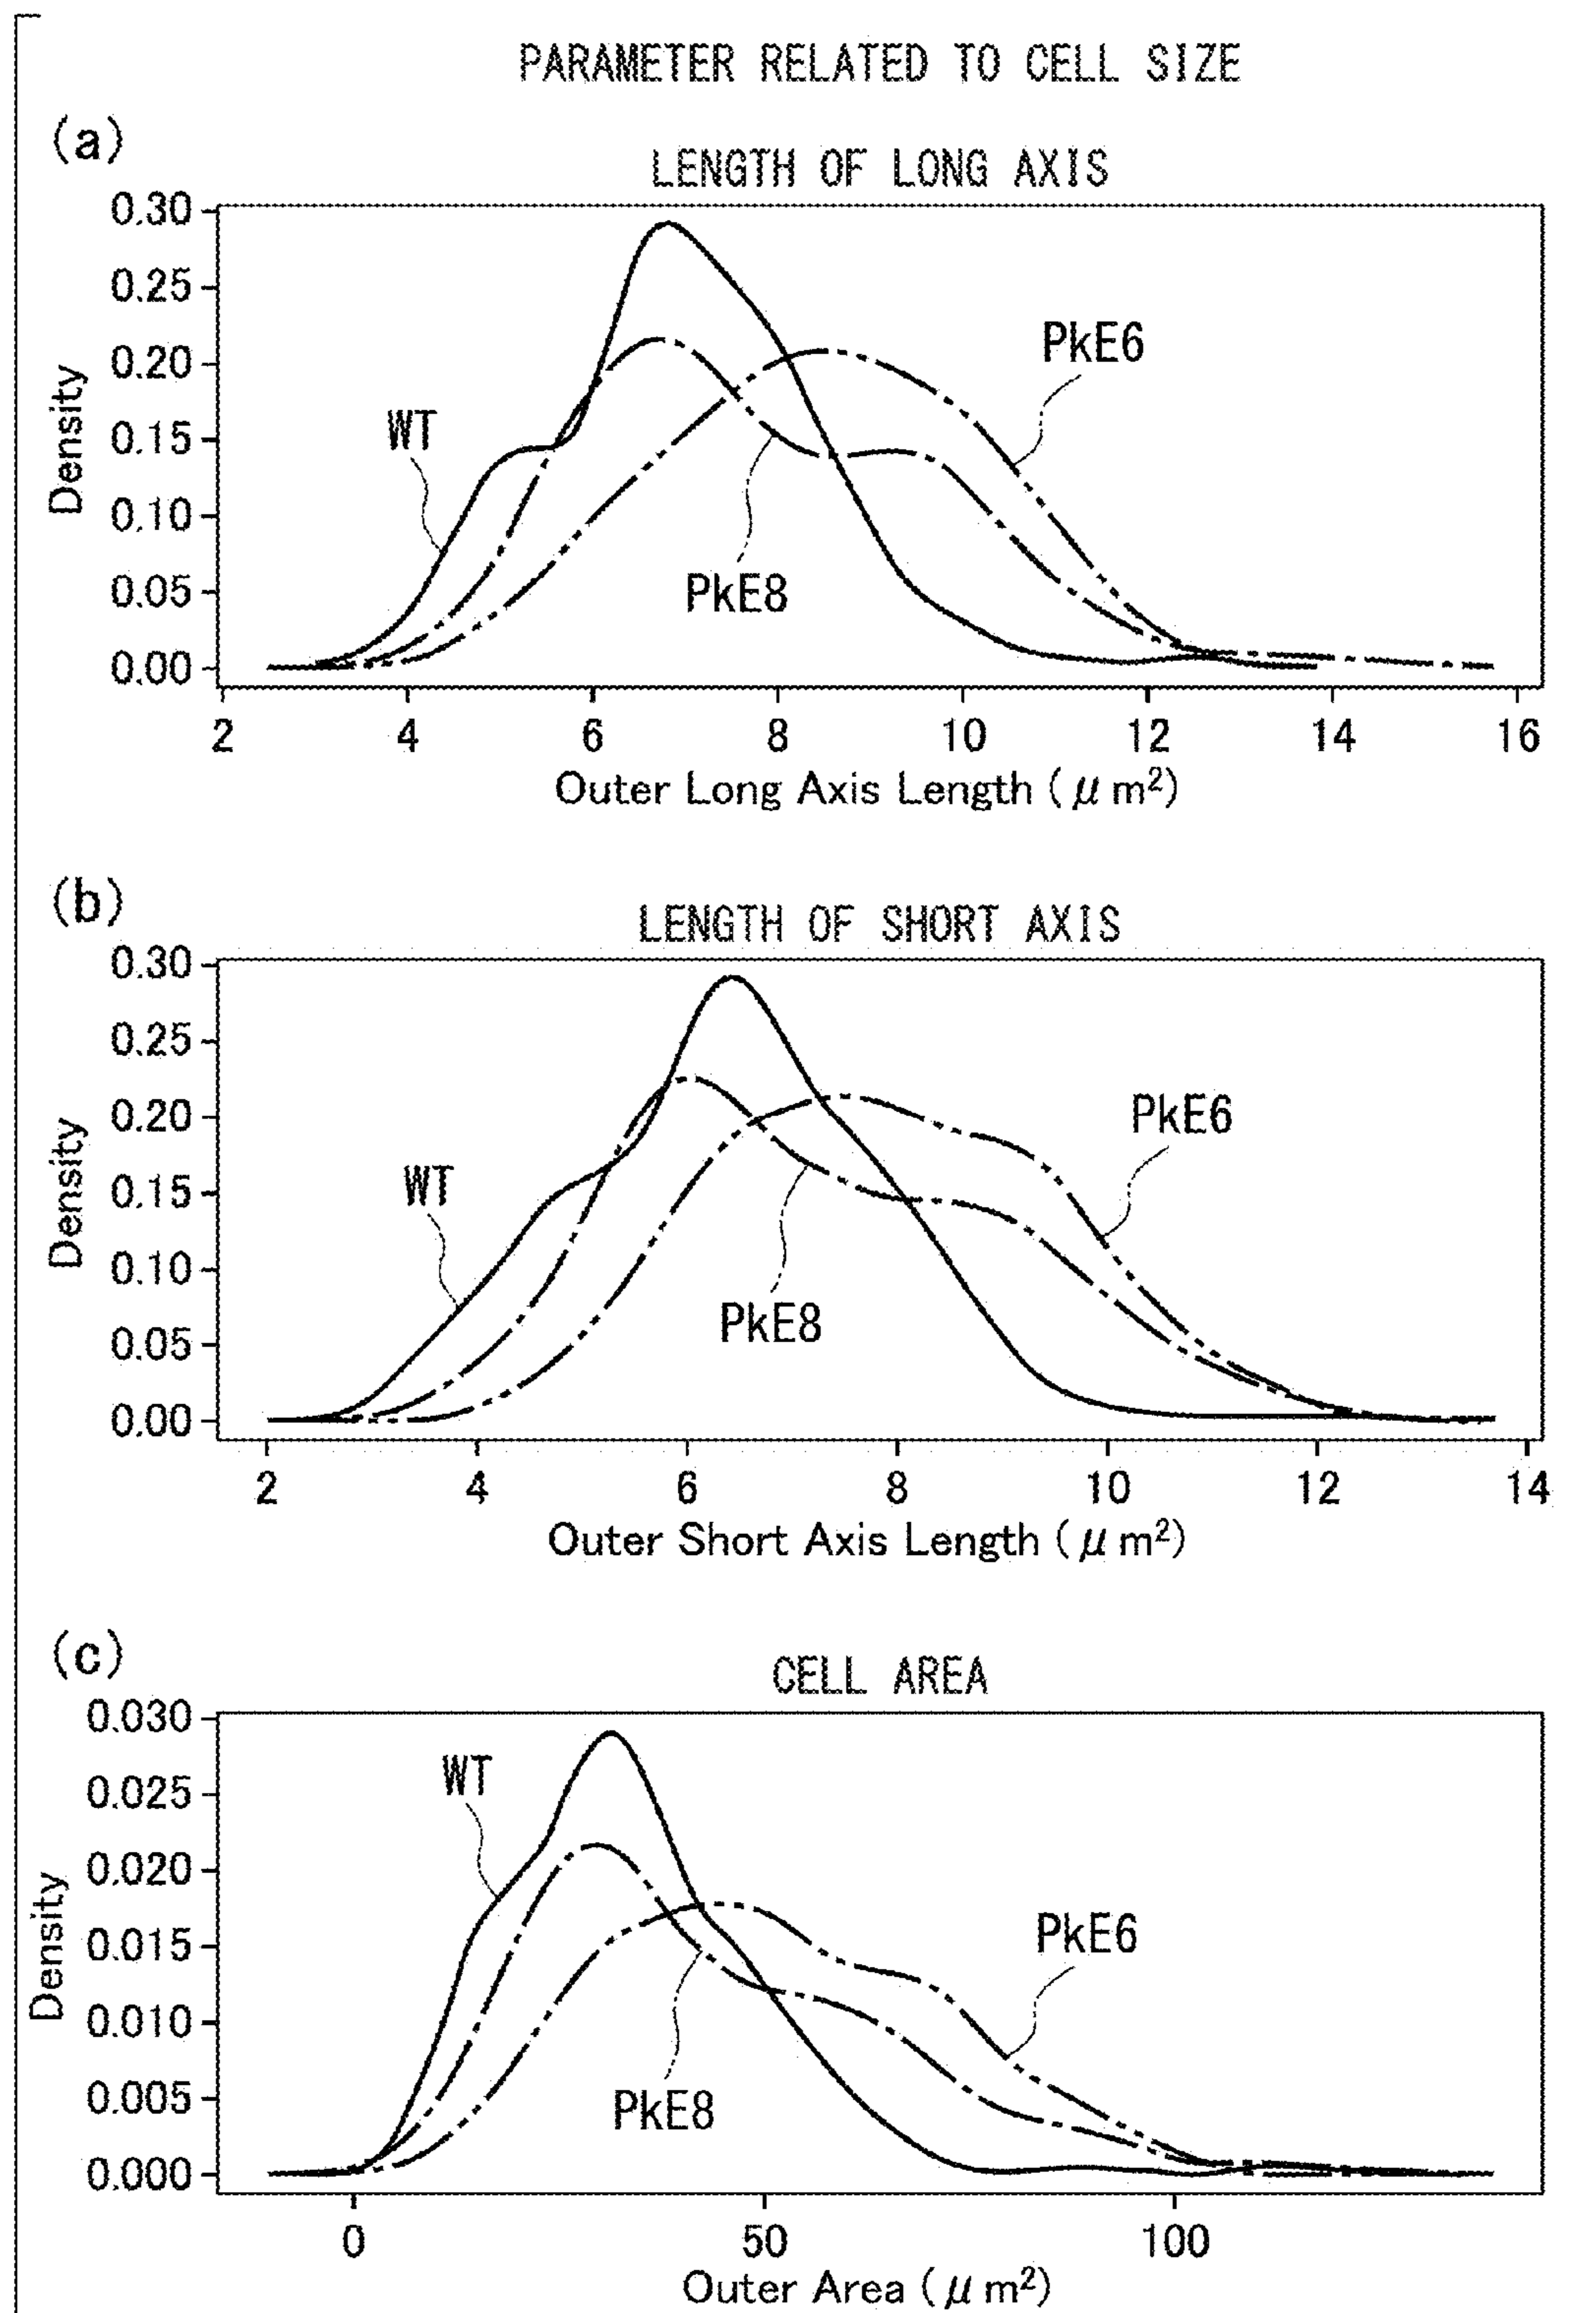 PARAMETER RELATED TO CELL SIZE
(a)
LENGTH OF LONG AXIS
0.30
0.25
0.20
0.15
0.10
0.05
0.00
Density
WT
PkE8
PkE6
2 4 6 8 10 12 14 16
Outer Long Axis Length (μm²)
(b)
LENGTH OF SHORT AXIS
0.30
0.25
0.20
0.15
0.10
0.05
0.00
Density
WT
PkE8
PkE6
2 4 6 8 10 12 14
Outer Short Axis Length (μm²)
(c)
CELL AREA
0.030
0.025
0.020
0.015
0.010
0.005
0.000
Density
WT
PkE8
PkE6
0 50 100
Outer Area (μm²)